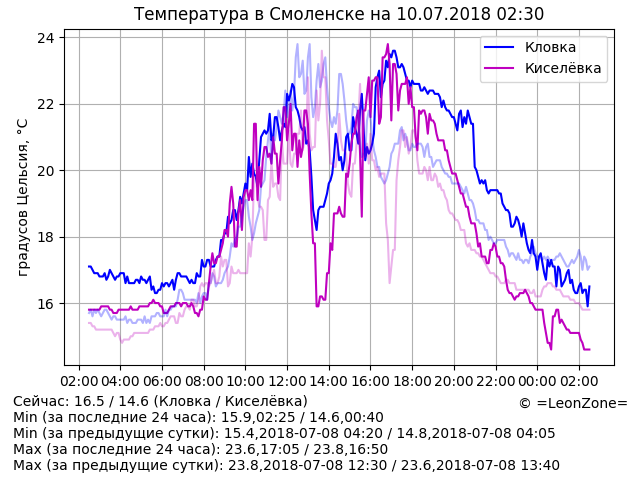 Температура в Смоленске на 10.07.2018 02:30
Кловка
Киселёвка
градусов Цельсия, °C
24
22
20
18
16
02:00 04:00 06:00 08:00 10:00 12:00 14:00 16:00 18:00 20:00 22:00 00:00 02:00
Сейчас: 16.5 / 14.6 (Кловка / Киселёвка)
© =LeonZone=
Min (за последние 24 часа): 15.9,02:25 / 14.6,00:40
Min (за предыдущие сутки): 15.4,2018-07-08 04:20 / 14.8,2018-07-08 04:05
Max (за последние 24 часа): 23.6,17:05 / 23.8,16:50
Max (за предыдущие сутки): 23.8,2018-07-08 12:30 / 23.6,2018-07-08 13:40